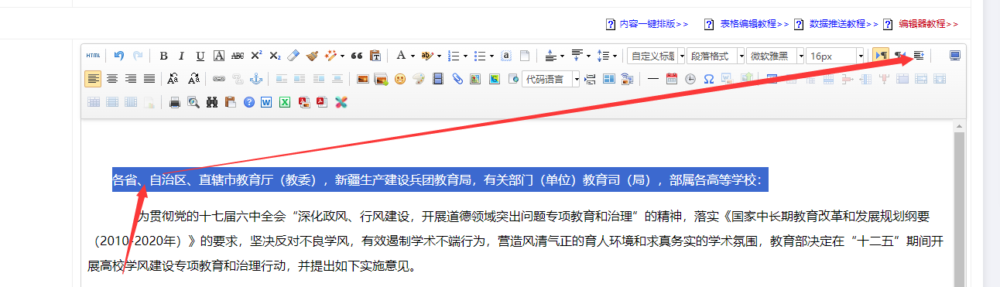 内容一键排版>> 表格编辑教程>> 数据推送教程>> 编辑器教程>>
HTML B I U A ABC X² X₂ A 自定义标题 段落格式 微软雅黑 16px
代码语言
各省、自治区、直辖市教育厅（教委），新疆生产建设兵团教育局，有关部门（单位）教育司（局），部属各高等学校：
为贯彻党的十七届六中全会“深化政风、行风建设，开展道德领域突出问题专项教育和治理”的精神，落实《国家中长期教育改革和发展规划纲要
（2010-2020年）》的要求，坚决反对不良学风，有效遏制学术不端行为，营造风清气正的育人环境和求真务实的学术氛围，教育部决定在“十二五”期间开
展高校学风建设专项教育和治理行动，并提出如下实施意见。